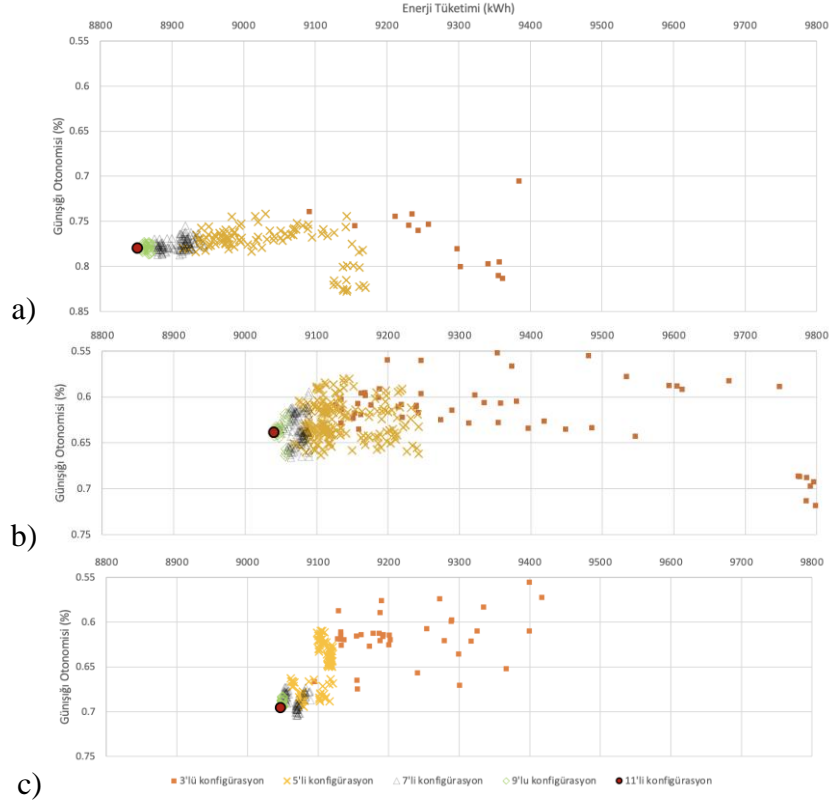 Enerji Tüketimi (kWh)
8800 8900 9000 9100 9200 9300 9400 9500 9600 9700 9800
0.55
0.6
0.65
0.7
0.75
0.8
0.85
Günışığı Otonomisi (%)
a)
8800 8900 9000 9100 9200 9300 9400 9500 9600 9700 9800
0.55
0.6
0.65
0.7
0.75
Günışığı Otonomisi (%)
b)
8800 8900 9000 9100 9200 9300 9400 9500 9600 9700 9800
0.55
0.6
0.65
0.7
0.75
Günışığı Otonomisi (%)
c)
3'lü konfigürasyon 5'li konfigürasyon 7'li konfigürasyon 9'lu konfigürasyon 11'li konfigürasyon